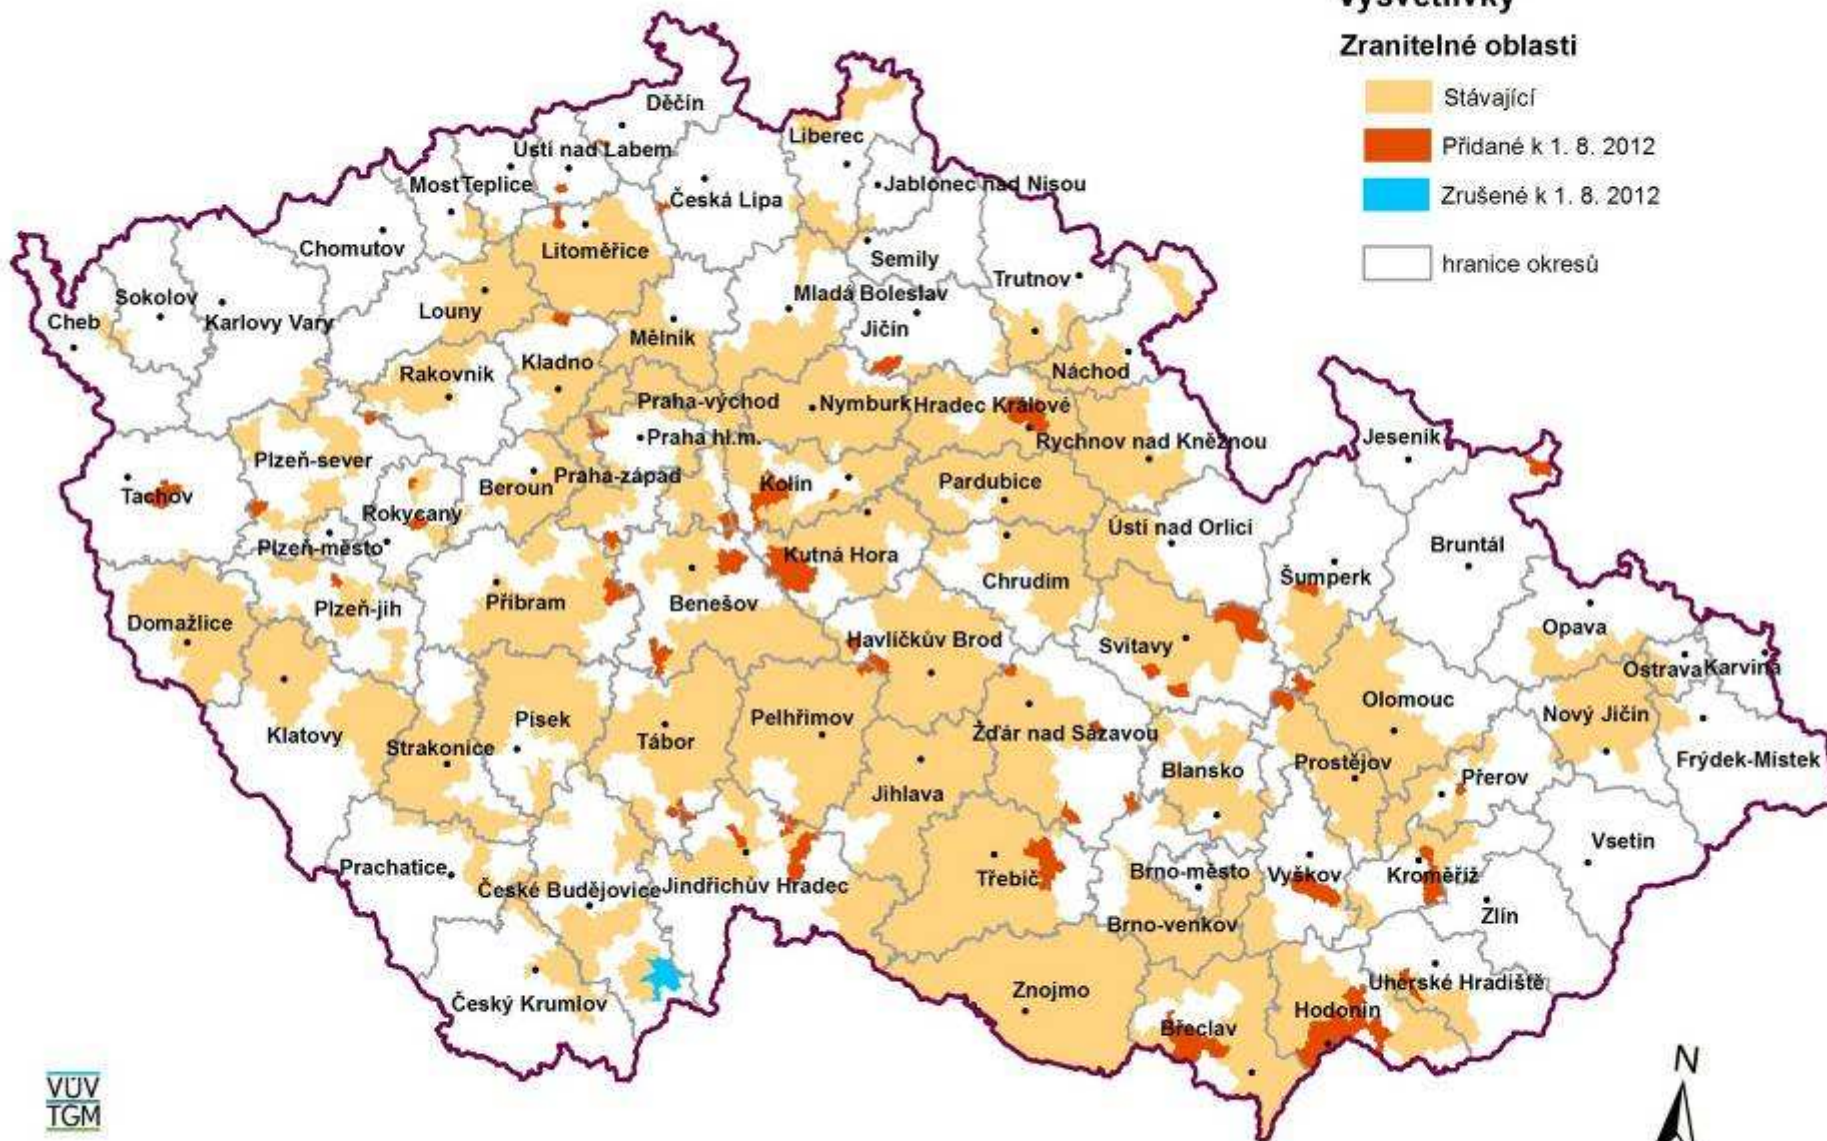 Vysvětlivky
Zranitelné oblasti
Stávající
Přidané k 1. 8. 2012
Zrušené k 1. 8. 2012
hranice okresů
Děčín
Liberec
Ústí nad Labem
Most
Teplice
Česká Lípa
Jablonec nad Nisou
Chomutov
Litoměřice
Semily
Trutnov
Sokolov
Cheb
Karlovy Vary
Louny
Mladá Boleslav
Jičín
Mělník
Kladno
Rakovník
Náchod
Praha-východ
Nymburk
Hradec Králové
Praha hl.m.
Rychnov nad Kněžnou
Jeseník
Plzeň-sever
Beroun
Praha-západ
Kolín
Pardubice
Tachov
Rokycany
Ústí nad Orlicí
Plzeň-město
Kutná Hora
Bruntál
Chrudim
Šumperk
Plzeň-jih
Příbram
Benešov
Domažlice
Opava
Havlíčkův Brod
Svitavy
Ostrava
Karviná
Olomouc
Klatovy
Písek
Pelhřimov
Nový Jičín
Strakonice
Tábor
Žďár nad Sázavou
Prostějov
Frýdek-Místek
Blansko
Přerov
Jihlava
Vsetín
Prachatice
České Budějovice
Jindřichův Hradec
Třebíč
Brno-město
Vyškov
Kroměříž
Zlín
Brno-venkov
Uherské Hradiště
Český Krumlov
Znojmo
Hodonín
Břeclav
VÚV
TGM
N